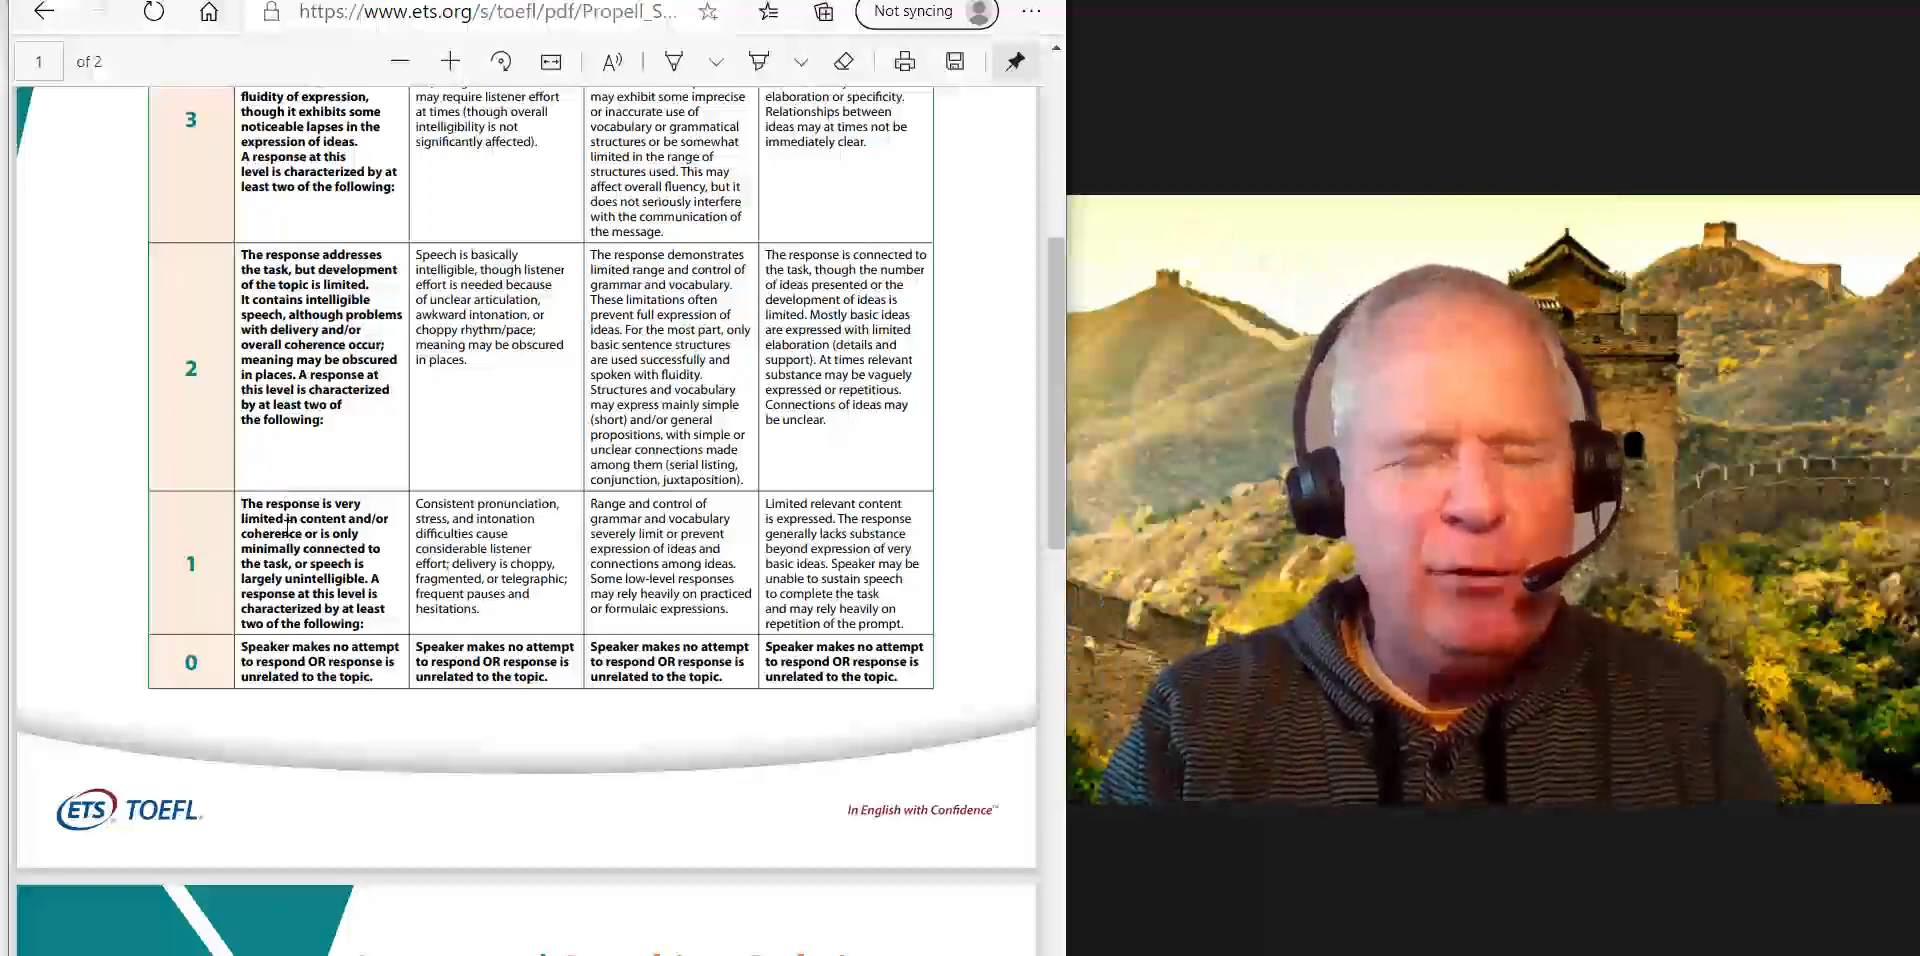 https://www.ets.org/s/toefl/pdf/Propell_S...
Not syncing
1
of 2
3
fluidity of expression,
though it exhibits some
noticeable lapses in the
expression of ideas.
A response at this
level is characterized by at
least two of the following:
may require listener effort
at times (though overall
intelligibility is not
significantly affected).
may exhibit some imprecise
or inaccurate use of
vocabulary or grammatical
structures or be somewhat
limited in the range of
structures used. This may
affect overall fluency, but it
does not seriously interfere
with the communication of
the message.
elaboration or specificity.
Relationships between
ideas may at times not be
immediately clear.
2
The response addresses
the task, but development
of the topic is limited.
It contains intelligible
speech, although problems
with delivery and/or
overall coherence occur;
meaning may be obscured
in places. A response at
this level is characterized
by at least two of
the following:
Speech is basically
intelligible, though listener
effort is needed because
of unclear articulation,
awkward intonation, or
choppy rhythm/pace;
meaning may be obscured
in places.
The response demonstrates
limited range and control of
grammar and vocabulary.
These limitations often
prevent full expression of
ideas. For the most part, only
basic sentence structures
are used successfully and
spoken with fluidity.
Structures and vocabulary
may express mainly simple
(short) and/or general
propositions, with simple or
unclear connections made
among them (serial listing,
conjunction, juxtaposition).
The response is connected to
the task, though the number
of ideas presented or the
development of ideas is
limited. Mostly basic ideas
are expressed with limited
elaboration (details and
support). At times relevant
substance may be vaguely
expressed or repetitious.
Connections of ideas may
be unclear.
1
The response is very
limited in content and/or
coherence or is only
minimally connected to
the task, or speech is
largely unintelligible. A
response at this level is
characterized by at least
two of the following:
Consistent pronunciation,
stress, and intonation
difficulties cause
considerable listener
effort; delivery is choppy,
fragmented, or telegraphic;
frequent pauses and
hesitations.
Range and control of
grammar and vocabulary
severely limit or prevent
expression of ideas and
connections among ideas.
Some low-level responses
may rely heavily on practiced
or formulaic expressions.
Limited relevant content
is expressed. The response
generally lacks substance
beyond expression of very
basic ideas. Speaker may be
unable to sustain speech
to complete the task
and may rely heavily on
repetition of the prompt.
0
Speaker makes no attempt
to respond OR response is
unrelated to the topic.
Speaker makes no attempt
to respond OR response is
unrelated to the topic.
Speaker makes no attempt
to respond OR response is
unrelated to the topic.
Speaker makes no attempt
to respond OR response is
unrelated to the topic.
ETS TOEFL
In English with Confidence™